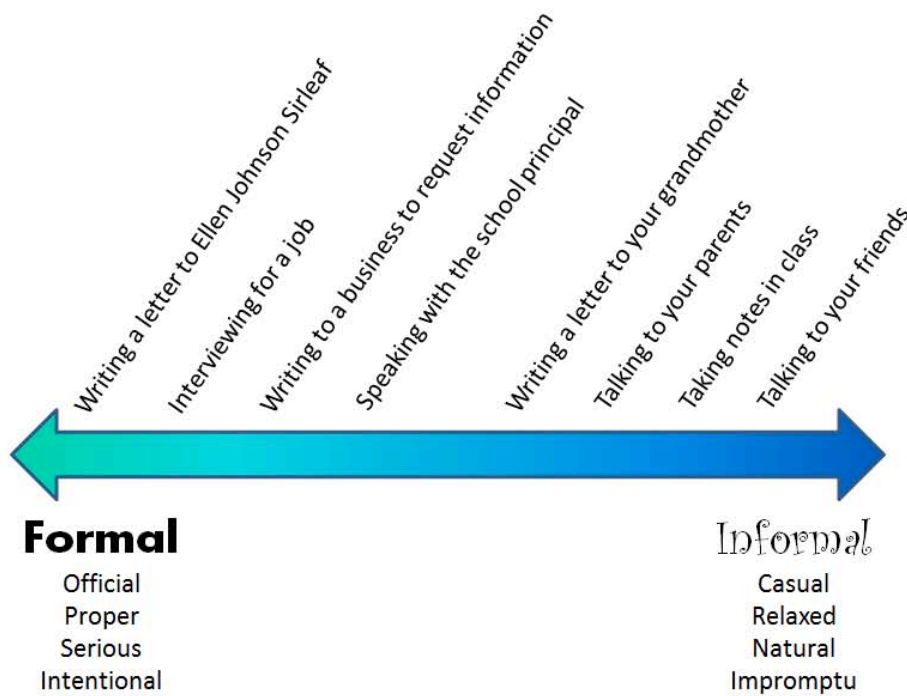 Writing a letter to Ellen Johnson Sirleaf
Interviewing for a job
Writing to a business to request information
Speaking with the school principal
Writing a letter to your grandmother
Talking to your parents
Taking notes in class
Talking to your friends
Formal
Official
Proper
Serious
Intentional
Informal
Casual
Relaxed
Natural
Impromptu